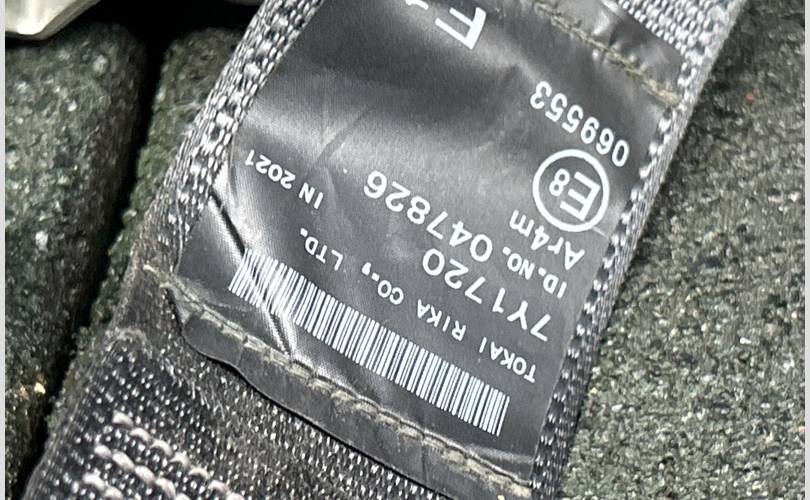 TOKAI RIKA CO., LTD. IN 2021
7Y1720
ID.NO. 047826
Ar4m
E8
069553